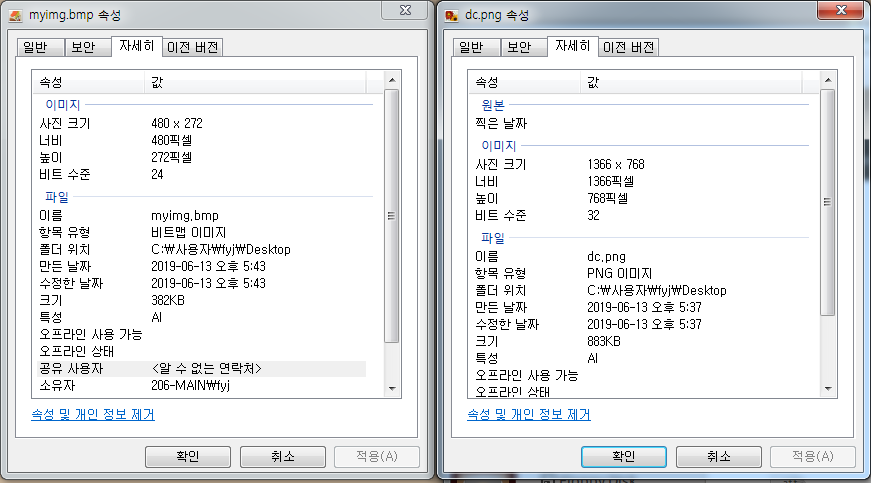 myimg.bmp 속성
일반 보안 자세히 이전 버전
속성 값
이미지
사진 크기 480 x 272
너비 480픽셀
높이 272픽셀
비트 수준 24
파일
이름 myimg.bmp
항목 유형 비트맵 이미지
폴더 위치 C:₩사용자₩fyj₩Desktop
만든 날짜 2019-06-13 오후 5:43
수정한 날짜 2019-06-13 오후 5:43
크기 382KB
특성 AI
오프라인 사용 가능
오프라인 상태
공유 사용자 <알 수 없는 연락처>
소유자 206-MAIN₩fyj
속성 및 개인 정보 제거
확인 취소 적용(A)
dc.png 속성
일반 보안 자세히 이전 버전
속성 값
원본
찍은 날짜
이미지
사진 크기 1366 x 768
너비 1366픽셀
높이 768픽셀
비트 수준 32
파일
이름 dc.png
항목 유형 PNG 이미지
폴더 위치 C:₩사용자₩fyj₩Desktop
만든 날짜 2019-06-13 오후 5:37
수정한 날짜 2019-06-13 오후 5:37
크기 883KB
특성 AI
오프라인 사용 가능
오프라인 상태
속성 및 개인 정보 제거
확인 취소 적용(A)